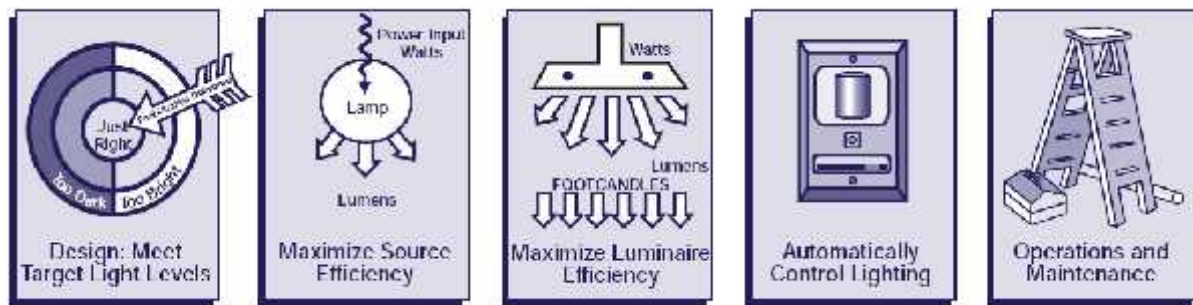 Just
Right
Too Dark
Too Bright
Design: Meet
Target Light Levels
Power Input
Watts
Lamp
Lumens
Maximize Source
Efficiency
Watts
Lumens
FOOTCANDLES
Maximize Luminaire
Efficiency
Automatically
Control Lighting
Operations and
Maintenance